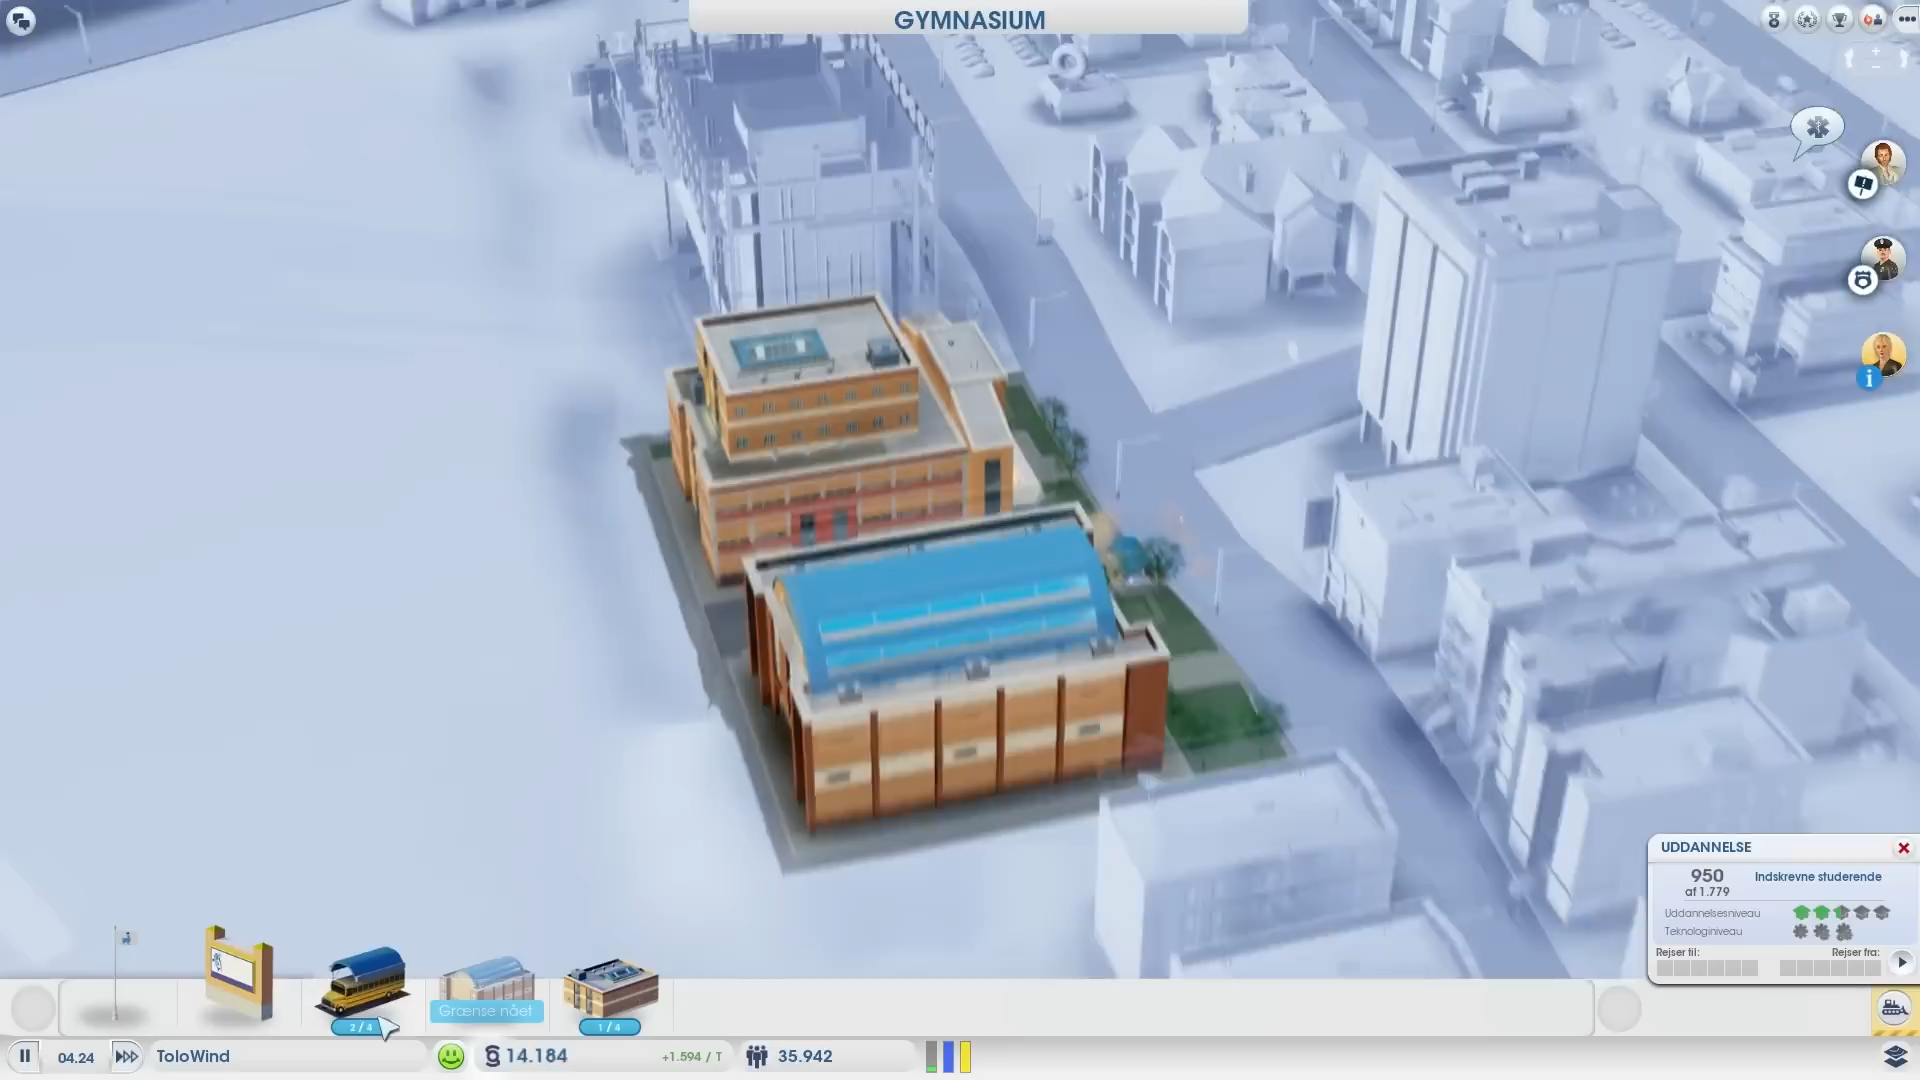 GYMNASIUM
UDDANNELSE
950
af 1.779
Indskrevne studerende
Uddannelsesniveau
Teknologiniveau
Rejser til:
Rejser fra:
Grænse nået
2 / 4
1 / 4
04.24
ToloWind
14.184
+1.594 / T
35.942